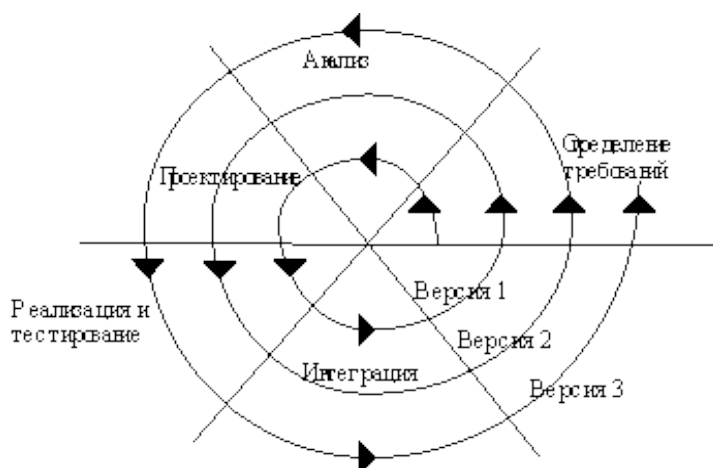 Анализ
Определение
требований
Проектирование
Версия 1
Реализация и
тестирование
Версия 2
Интеграция
Версия 3